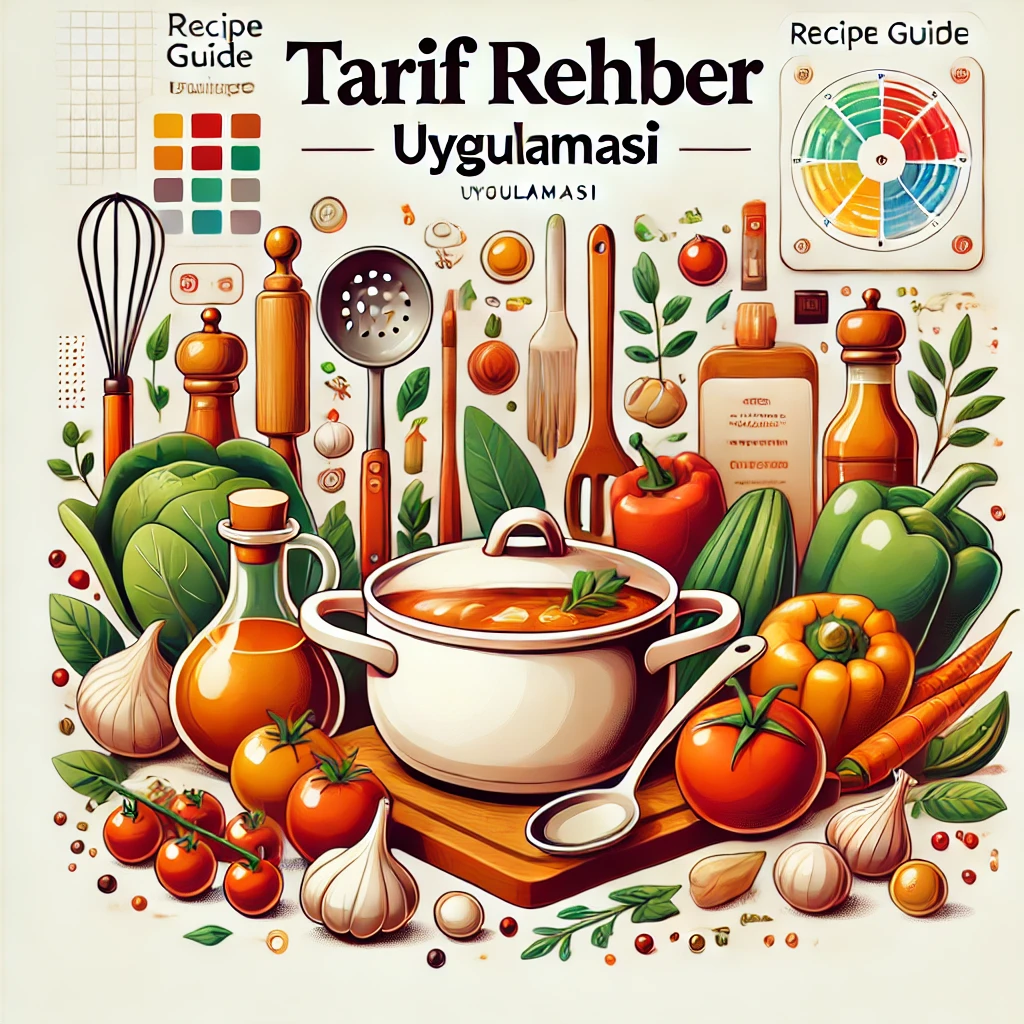 Recipe
Guide
Tarif Rehber
Uygulamasi
UYOULAMASI
Recipe Guide